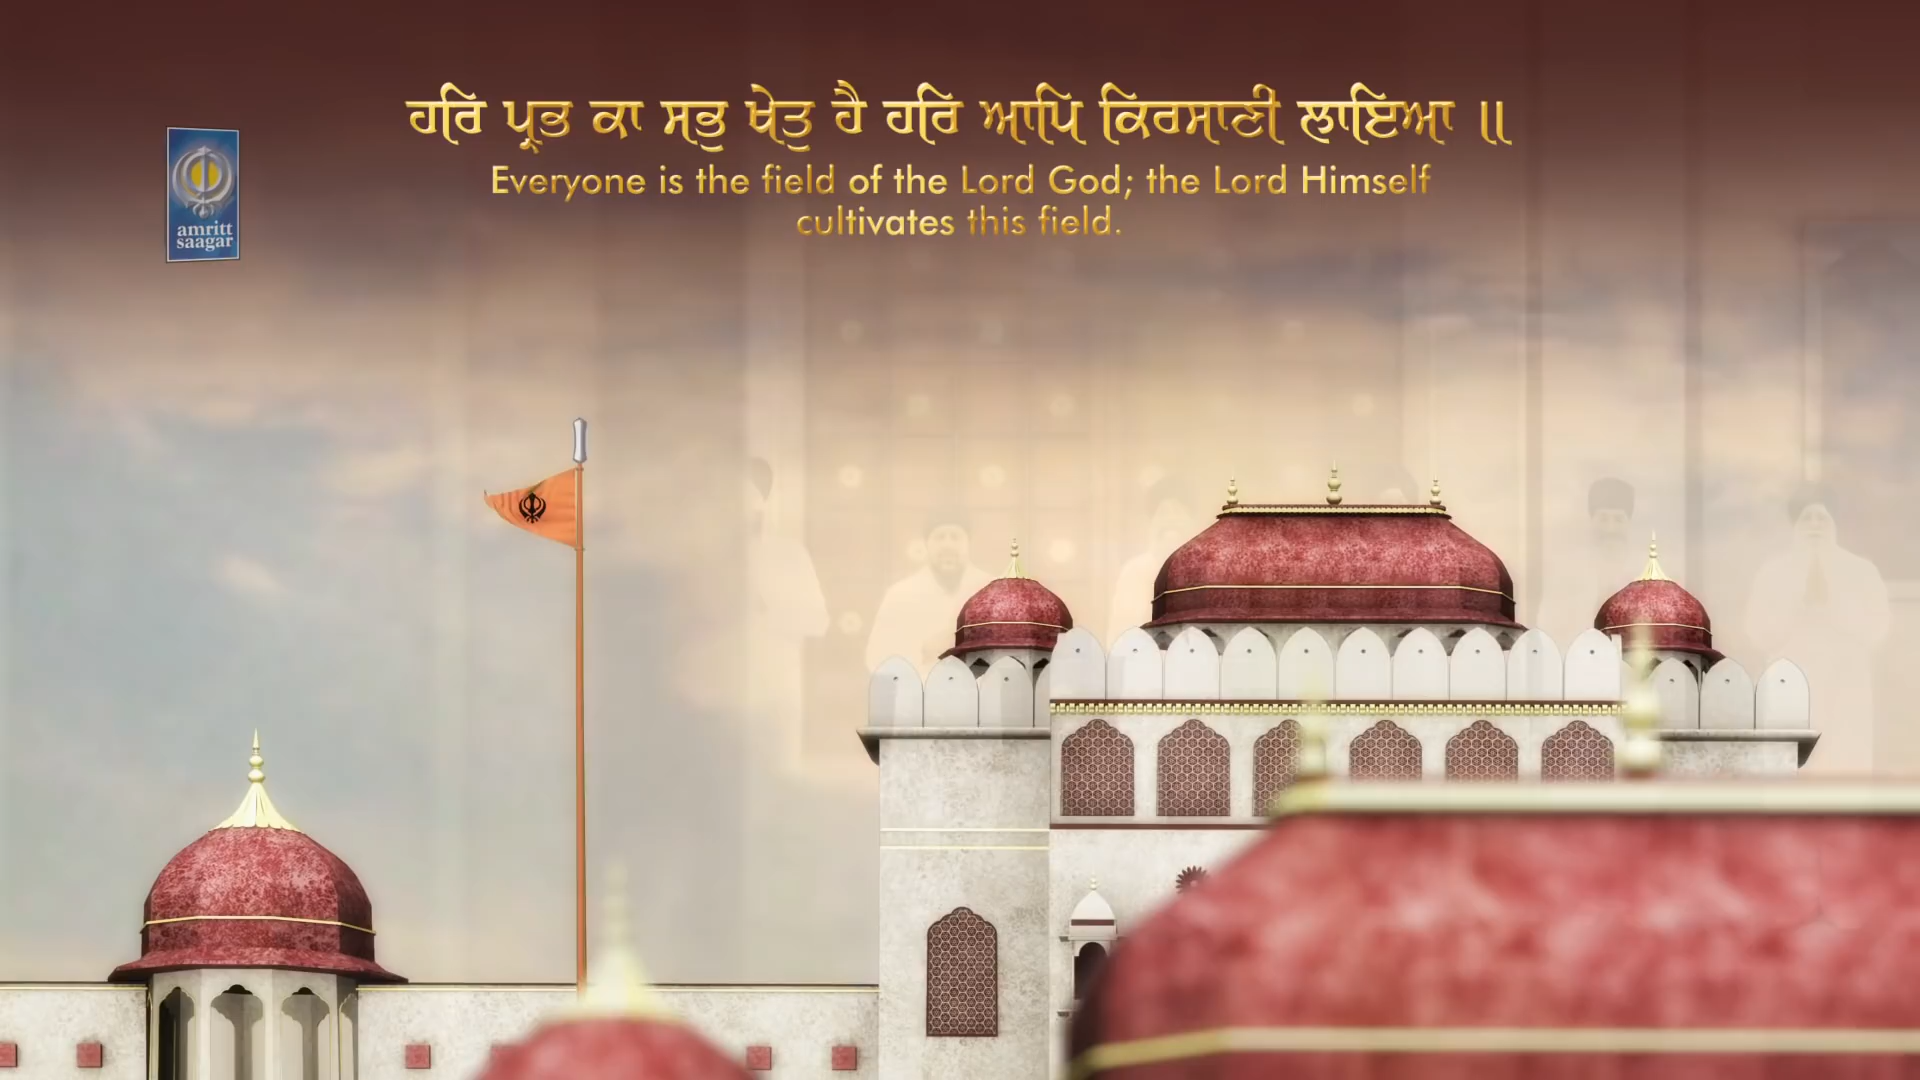 ਹਰਿ ਪ੍ਰਭ ਕਾ ਸਭੁ ਖੇਤੁ ਹੈ ਹਰਿ ਆਪਿ ਕਿਰਸਾਣੀ ਲਾਇਆ ॥
Everyone is the field of the Lord God; the Lord Himself
cultivates this field.
amritt
saagar